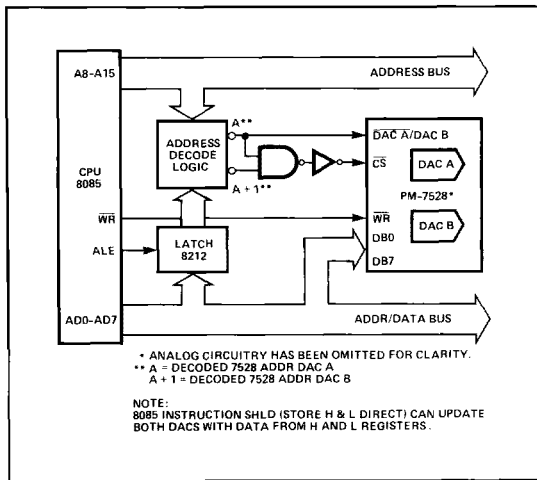 A8-A15
ADDRESS BUS
A**
ADDRESS
DECODE
LOGIC
DAC A/DAC B
CS
DAC A
CPU
8085
A + 1**
PM-7528*
WR
WR
DAC B
ALE
LATCH
8212
DB0
DB7
AD0-AD7
ADDR/DATA BUS
* ANALOG CIRCUITRY HAS BEEN OMITTED FOR CLARITY.
** A = DECODED 7528 ADDR DAC A
A + 1 = DECODED 7528 ADDR DAC B
NOTE:
8085 INSTRUCTION SHLD (STORE H & L DIRECT) CAN UPDATE
BOTH DACS WITH DATA FROM H AND L REGISTERS.